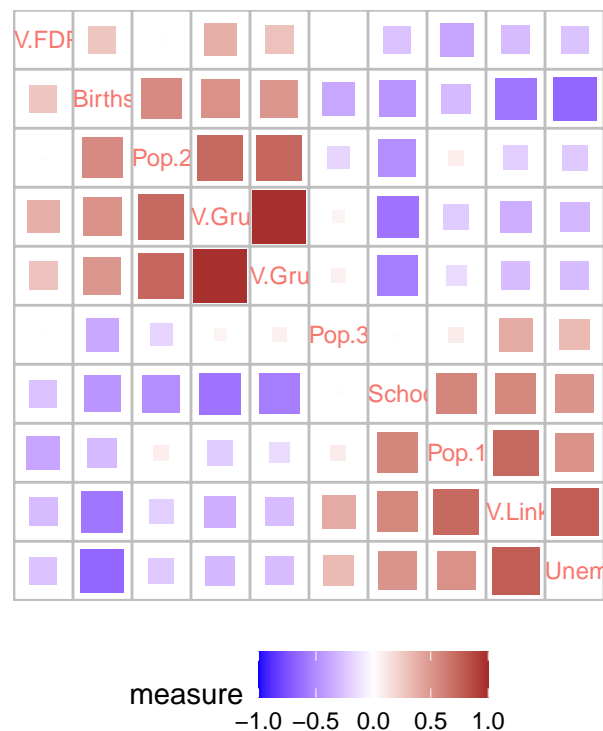 V.FDP
Births
Pop.2
V.Gru
V.Gru
Pop.3
Schoo
Pop.1
V.Link
Unem
measure
−1.0 −0.5 0.0 0.5 1.0